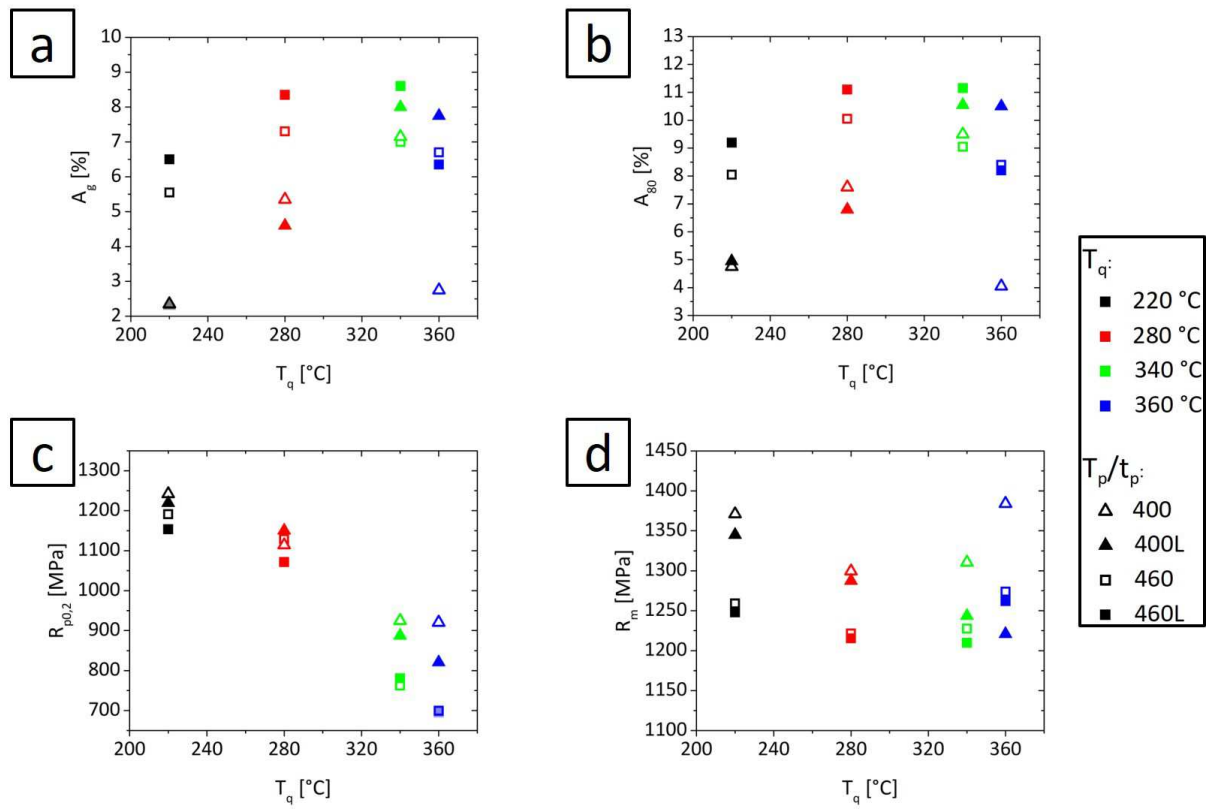 a
A_g [%]
10
9
8
7
6
5
4
3
2
200 240 280 320 360
T_q [°C]
b
A_80 [%]
13
12
11
10
9
8
7
6
5
4
3
200 240 280 320 360
T_q [°C]
c
R_p0,2 [MPa]
1300
1200
1100
1000
900
800
700
200 240 280 320 360
T_q [°C]
d
R_m [MPa]
1450
1400
1350
1300
1250
1200
1150
1100
200 240 280 320 360
T_q [°C]
T_q:
220 °C
280 °C
340 °C
360 °C
T_p/t_p:
400
400L
460
460L